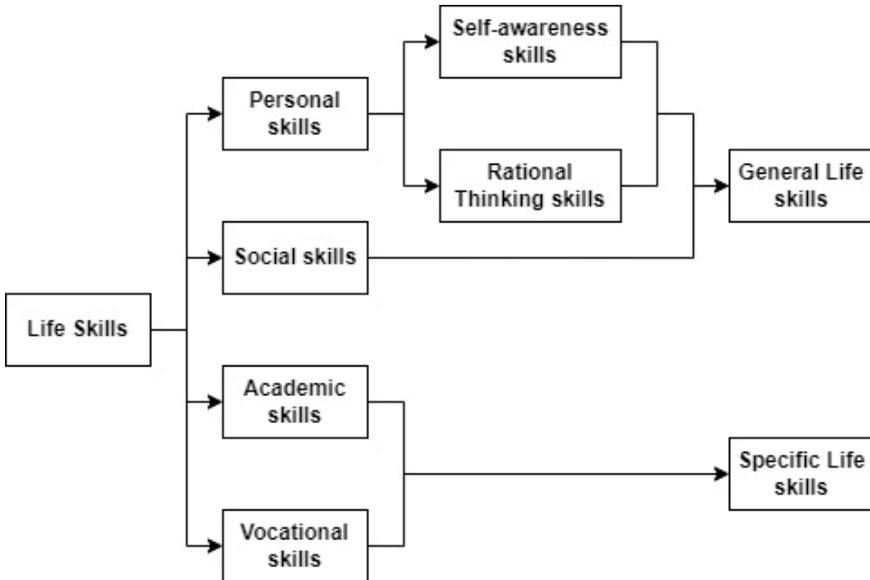 Self-awareness
skills
Personal
skills
Rational
Thinking skills
General Life
skills
Social skills
Life Skills
Academic
skills
Specific Life
skills
Vocational
skills